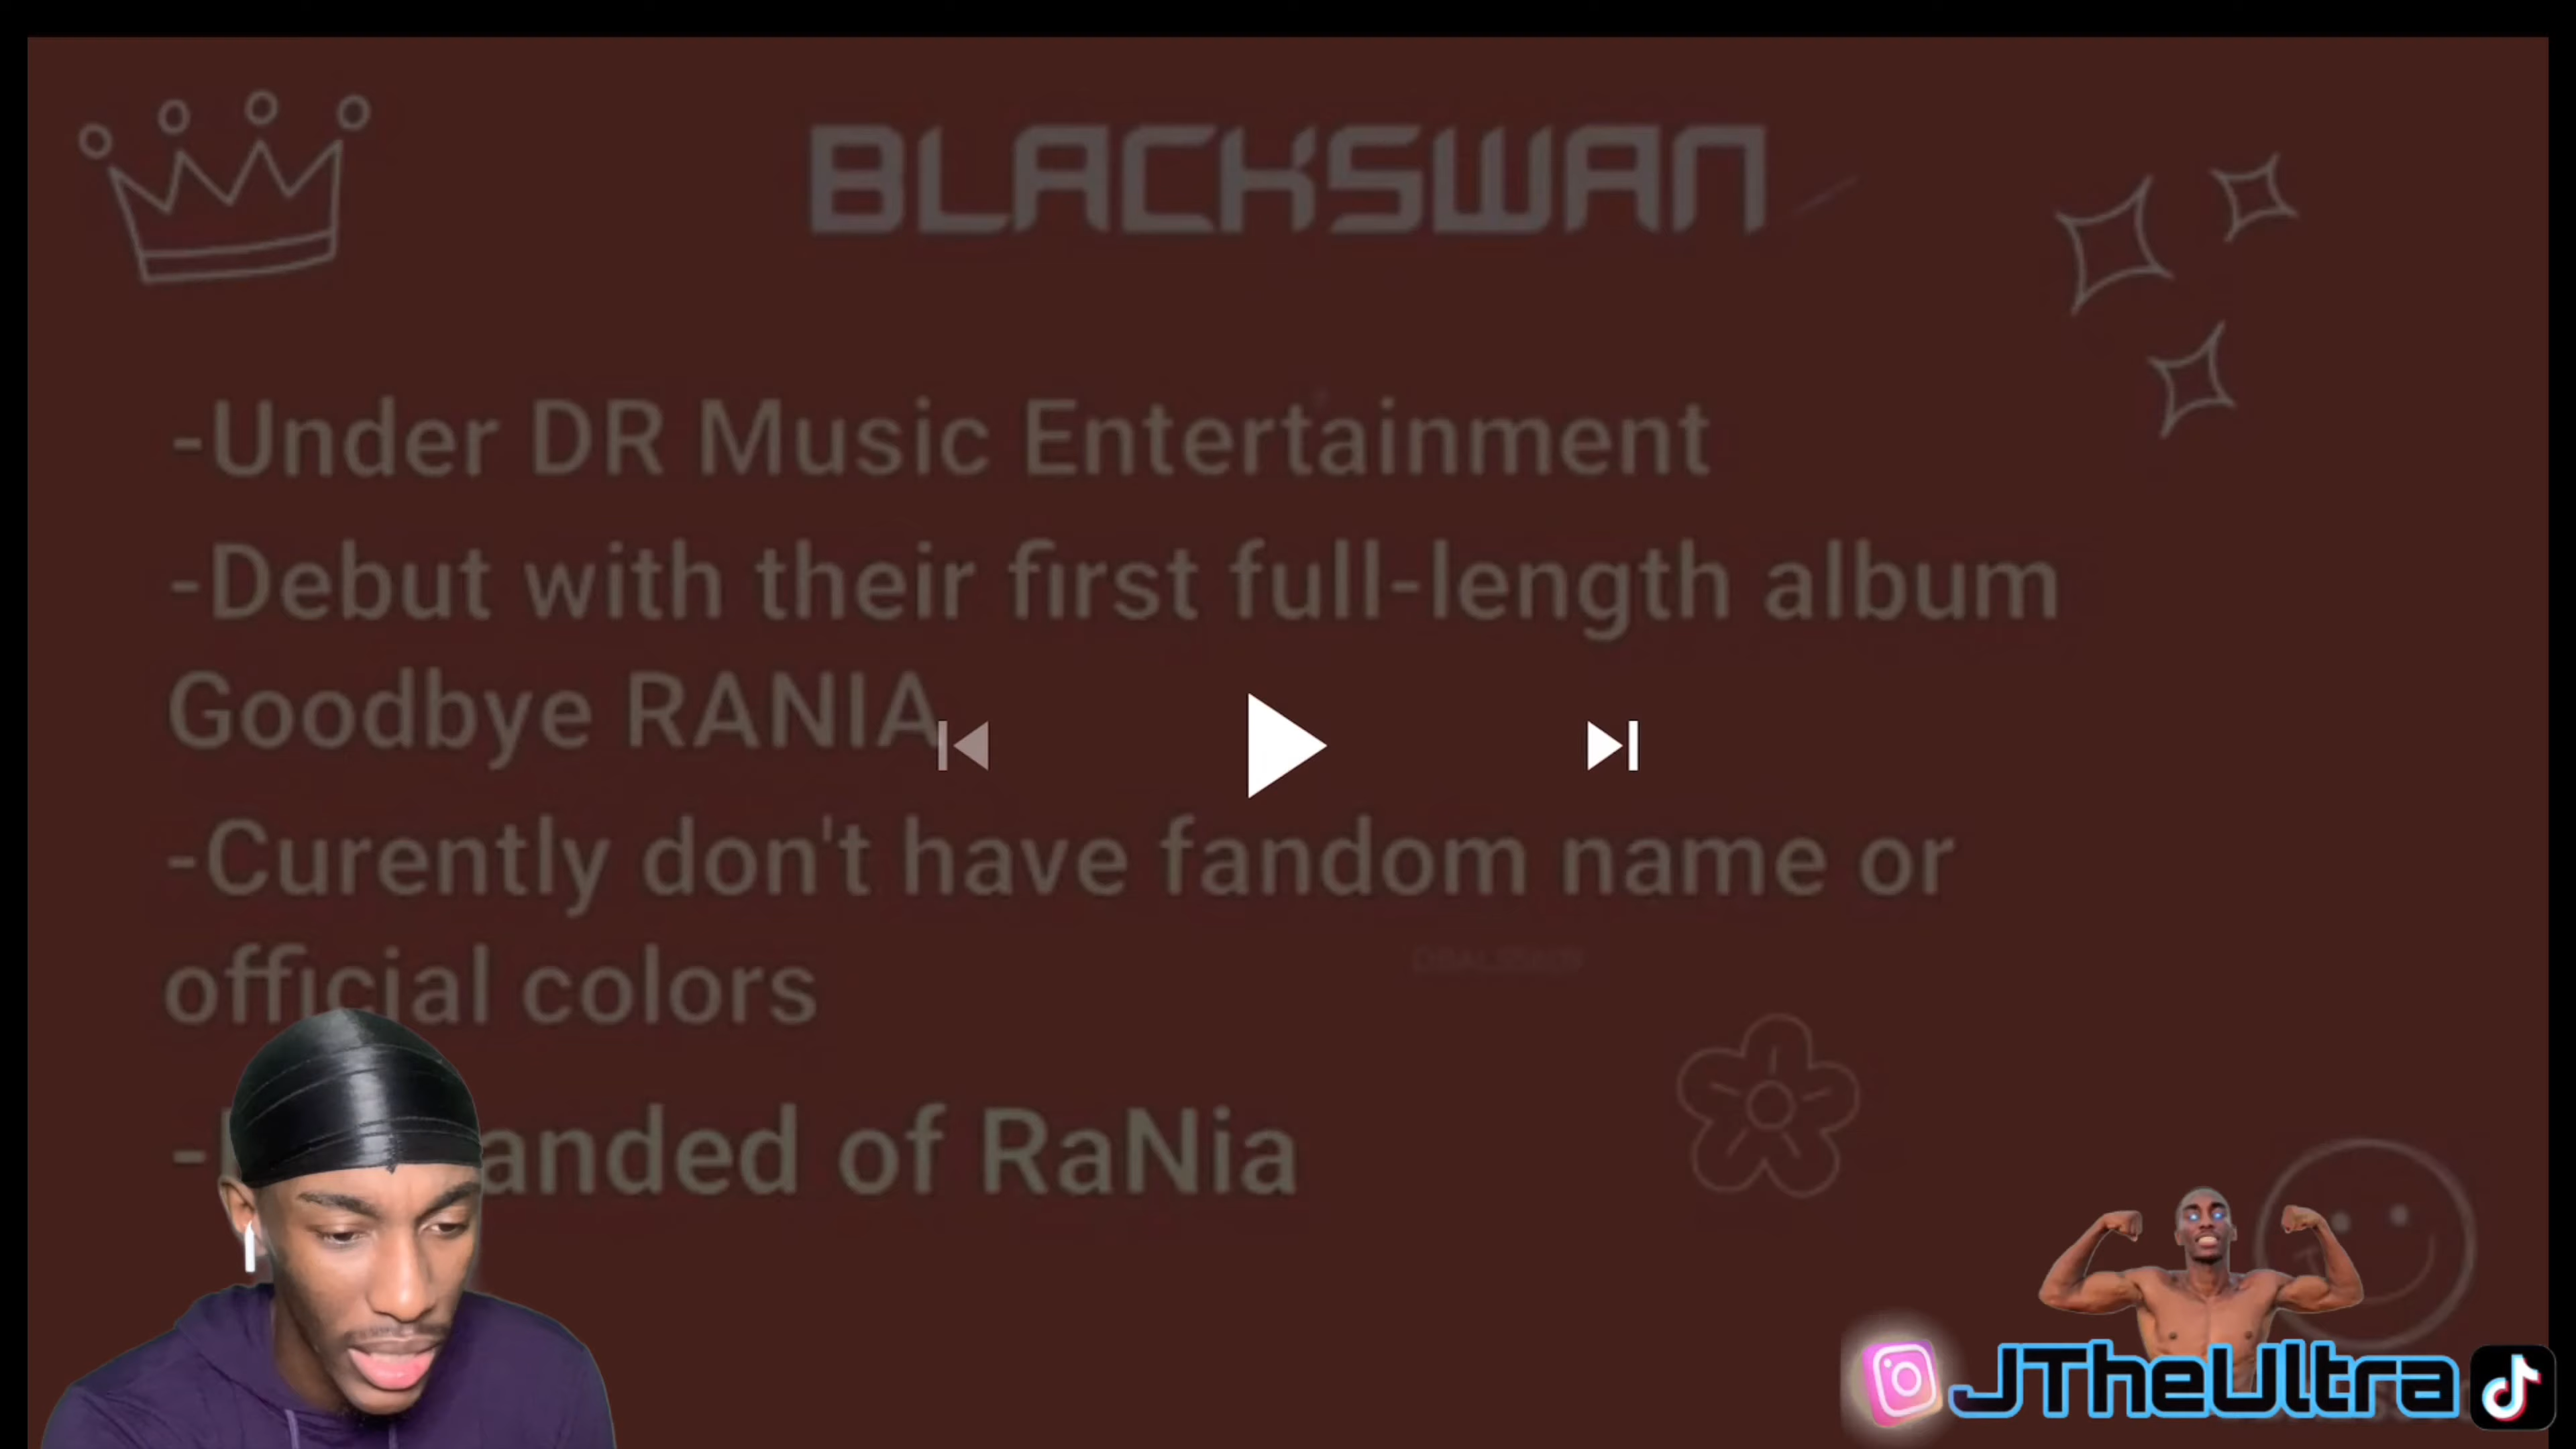 BLACKSWAN
-Under DR Music Entertainment
-Debut with their first full-length album
Goodbye RANIA
-Curently don't have fandom name or
official colors
of RaNia
JTheUltra